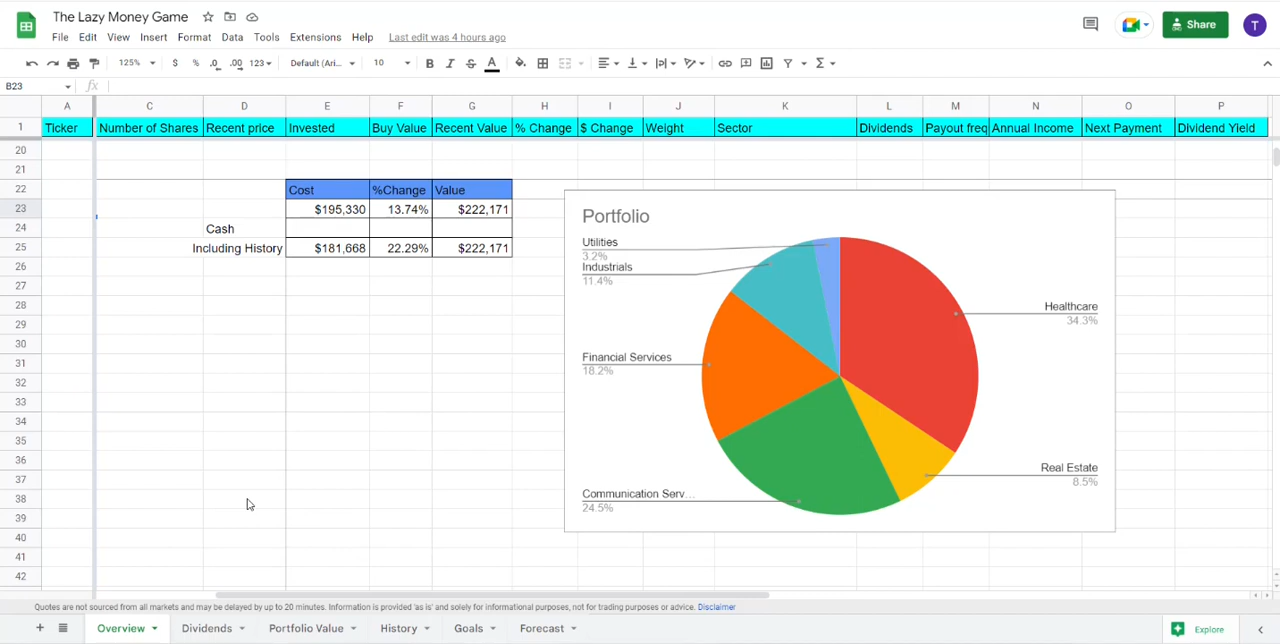 The Lazy Money Game
File Edit View Insert Format Data Tools Extensions Help Last edit was 4 hours ago
Share
T
125% $ % .0 .00 123 Default (Ari... 10 B I S A
B23 fx
A C D E F G H I J K L M N O P
1 Ticker Number of Shares Recent price Invested Buy Value Recent Value % Change $ Change Weight Sector Dividends Payout freq Annual Income Next Payment Dividend Yield
20
21
22 Cost %Change Value
23 $195,330 13.74% $222,171
24 Cash
25 Including History $181,668 22.29% $222,171
26
27
28
29
30
31
32
33
34
35
36
37
38
39
40
41
42
Portfolio
Utilities
3.2%
Industrials
11.4%
Healthcare
34.3%
Financial Services
18.2%
Real Estate
8.5%
Communication Serv...
24.5%
Quotes are not sourced from all markets and may be delayed by up to 20 minutes. Information is provided 'as is' and solely for informational purposes, not for trading purposes or advice. Disclaimer
Overview Dividends Portfolio Value History Goals Forecast Explore